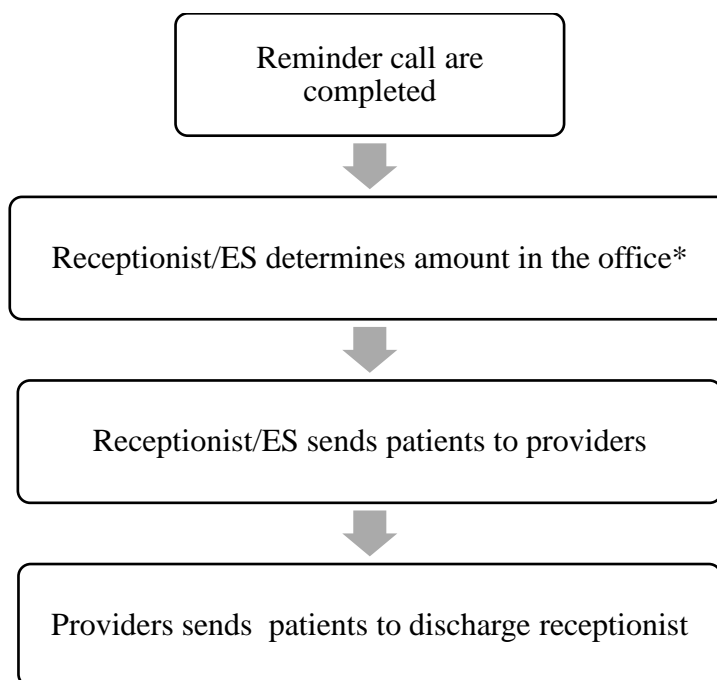 Reminder call are
completed
Receptionist/ES determines amount in the office*
Receptionist/ES sends patients to providers
Providers sends  patients to discharge receptionist